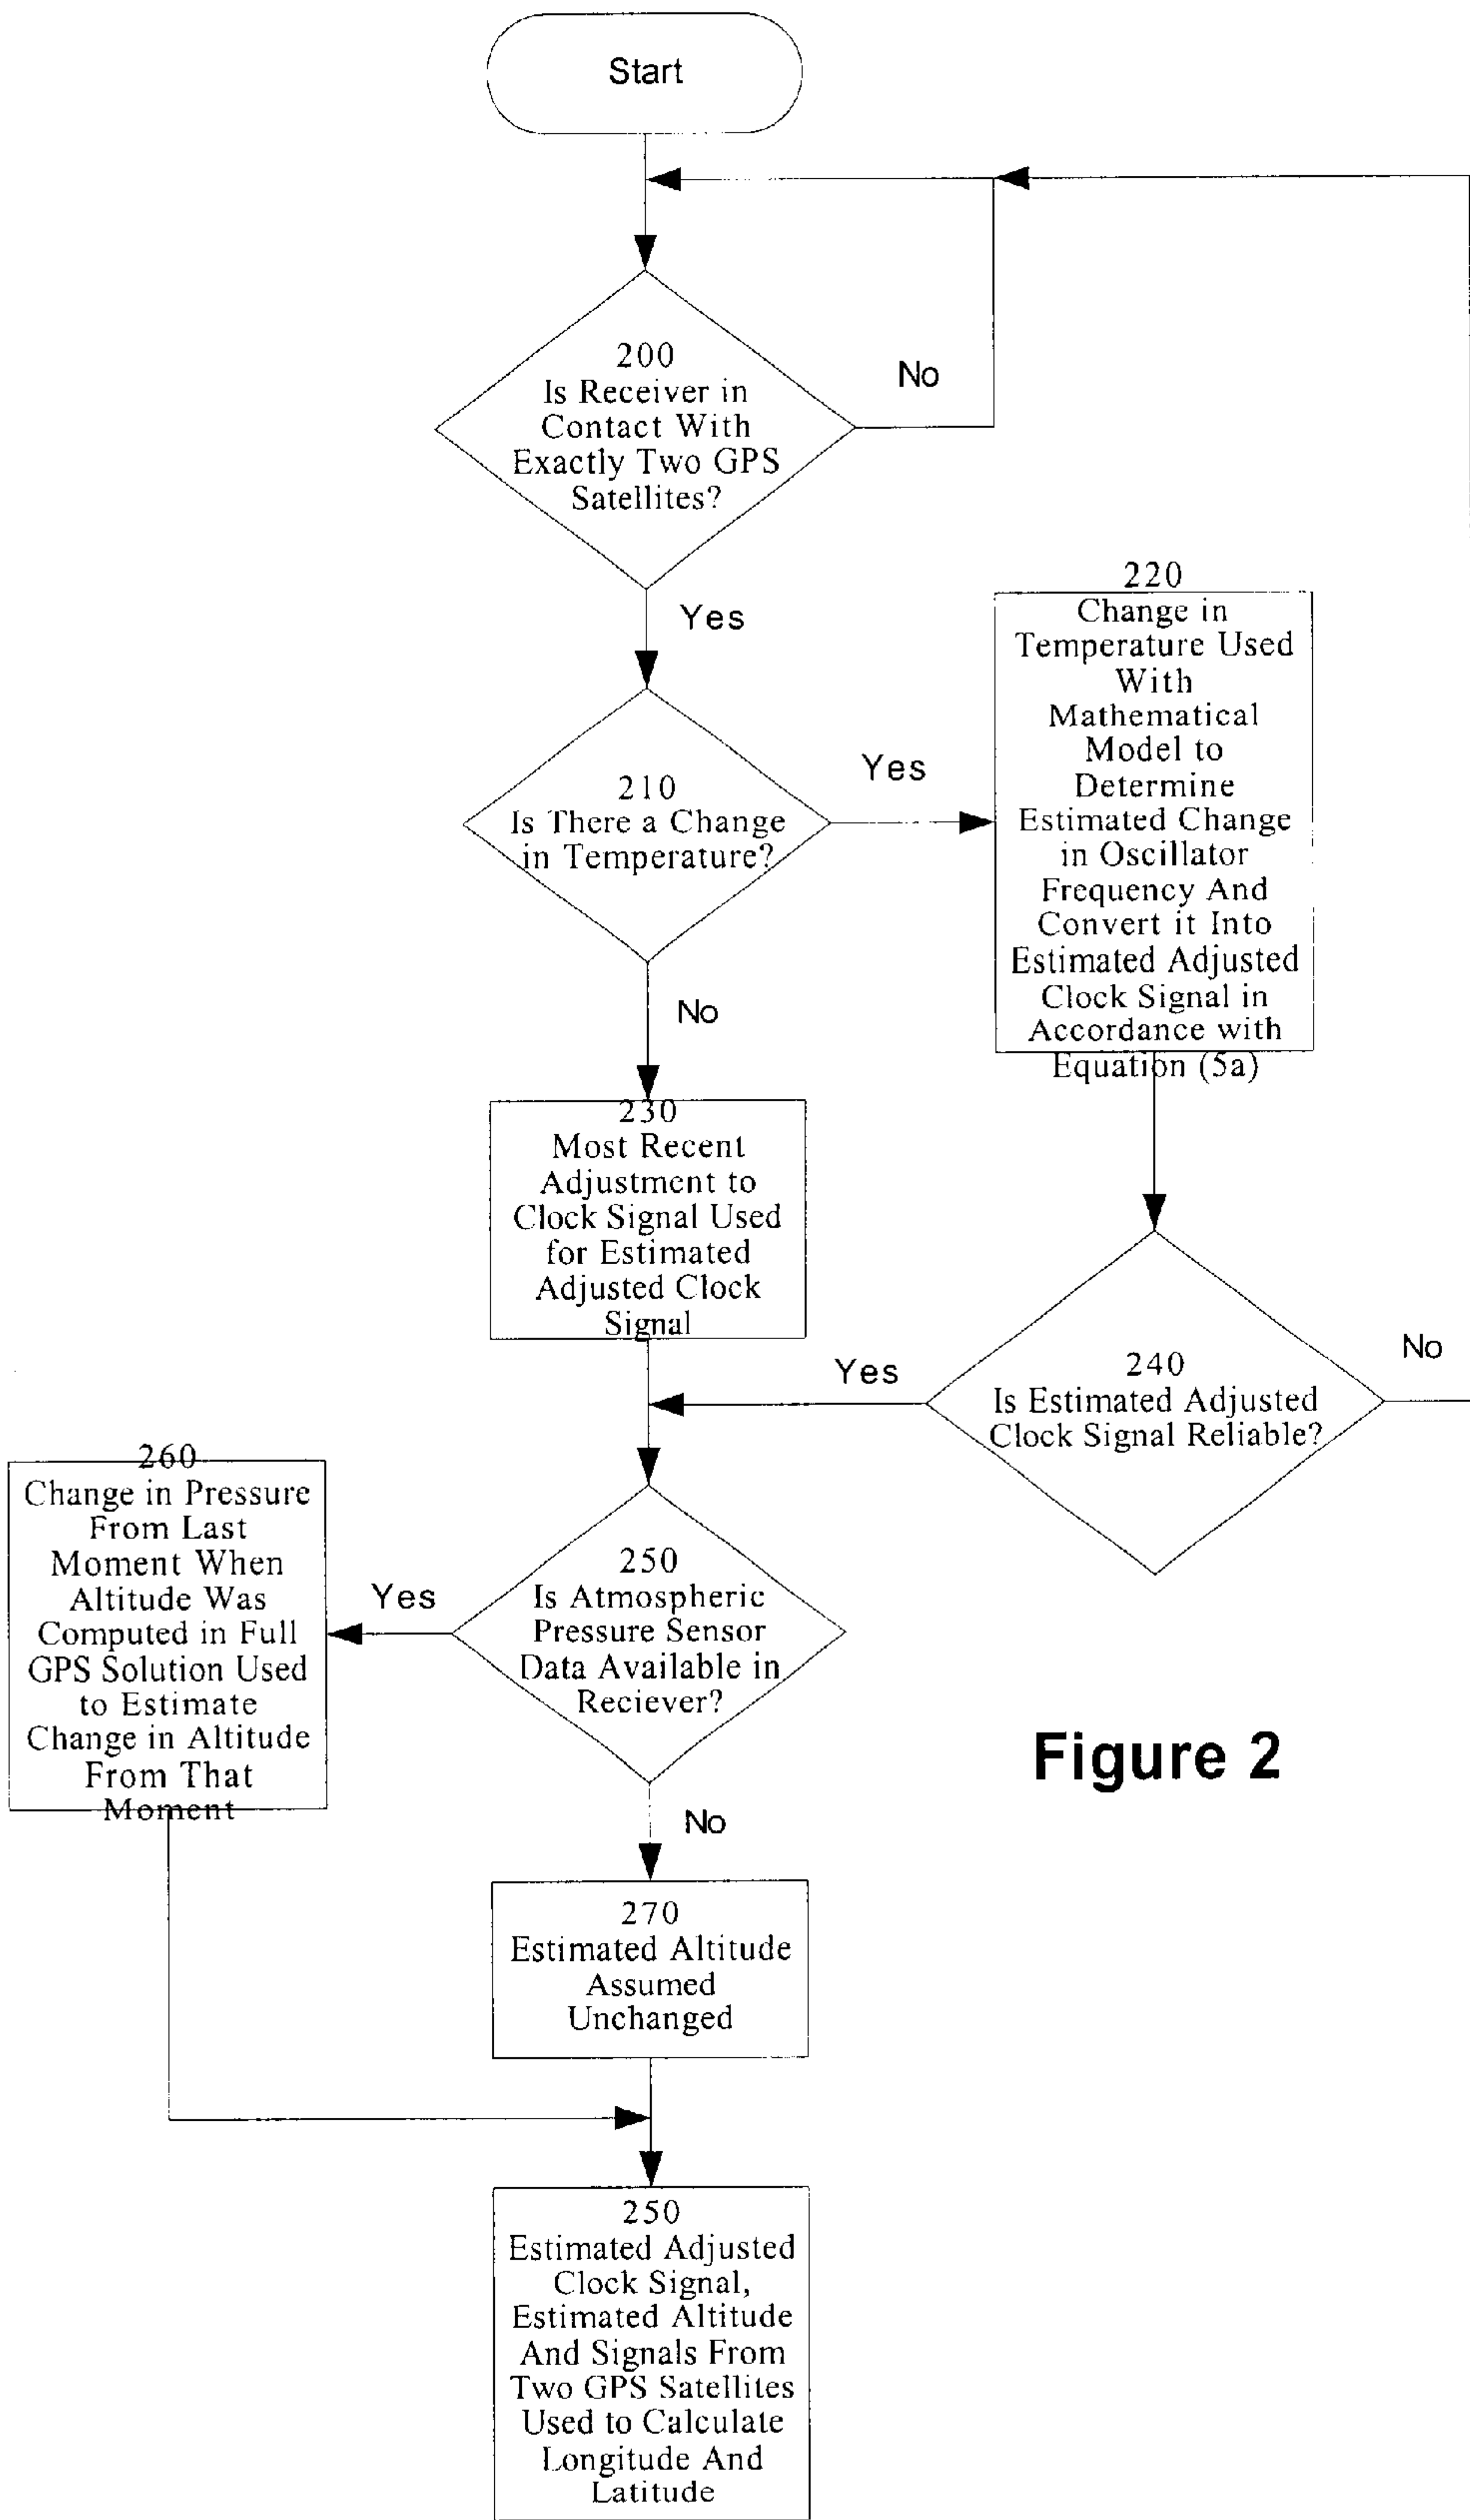 Start
200
Is Receiver in
Contact With
Exactly Two GPS
Satellites?
No
Yes
210
Is There a Change
in Temperature?
Yes
No
220
Change in
Temperature Used
With
Mathematical
Model to
Determine
Estimated Change
in Oscillator
Frequency And
Convert it Into
Estimated Adjusted
Clock Signal in
Accordance with
Equation (5a)
230
Most Recent
Adjustment to
Clock Signal Used
for Estimated
Adjusted Clock
Signal
240
Is Estimated Adjusted
Clock Signal Reliable?
Yes
No
250
Is Atmospheric
Pressure Sensor
Data Available in
Reciever?
Yes
No
260
Change in Pressure
From Last
Moment When
Altitude Was
Computed in Full
GPS Solution Used
to Estimate
Change in Altitude
From That
Moment
Figure 2
270
Estimated Altitude
Assumed
Unchanged
250
Estimated Adjusted
Clock Signal,
Estimated Altitude
And Signals From
Two GPS Satellites
Used to Calculate
Longitude And
Latitude